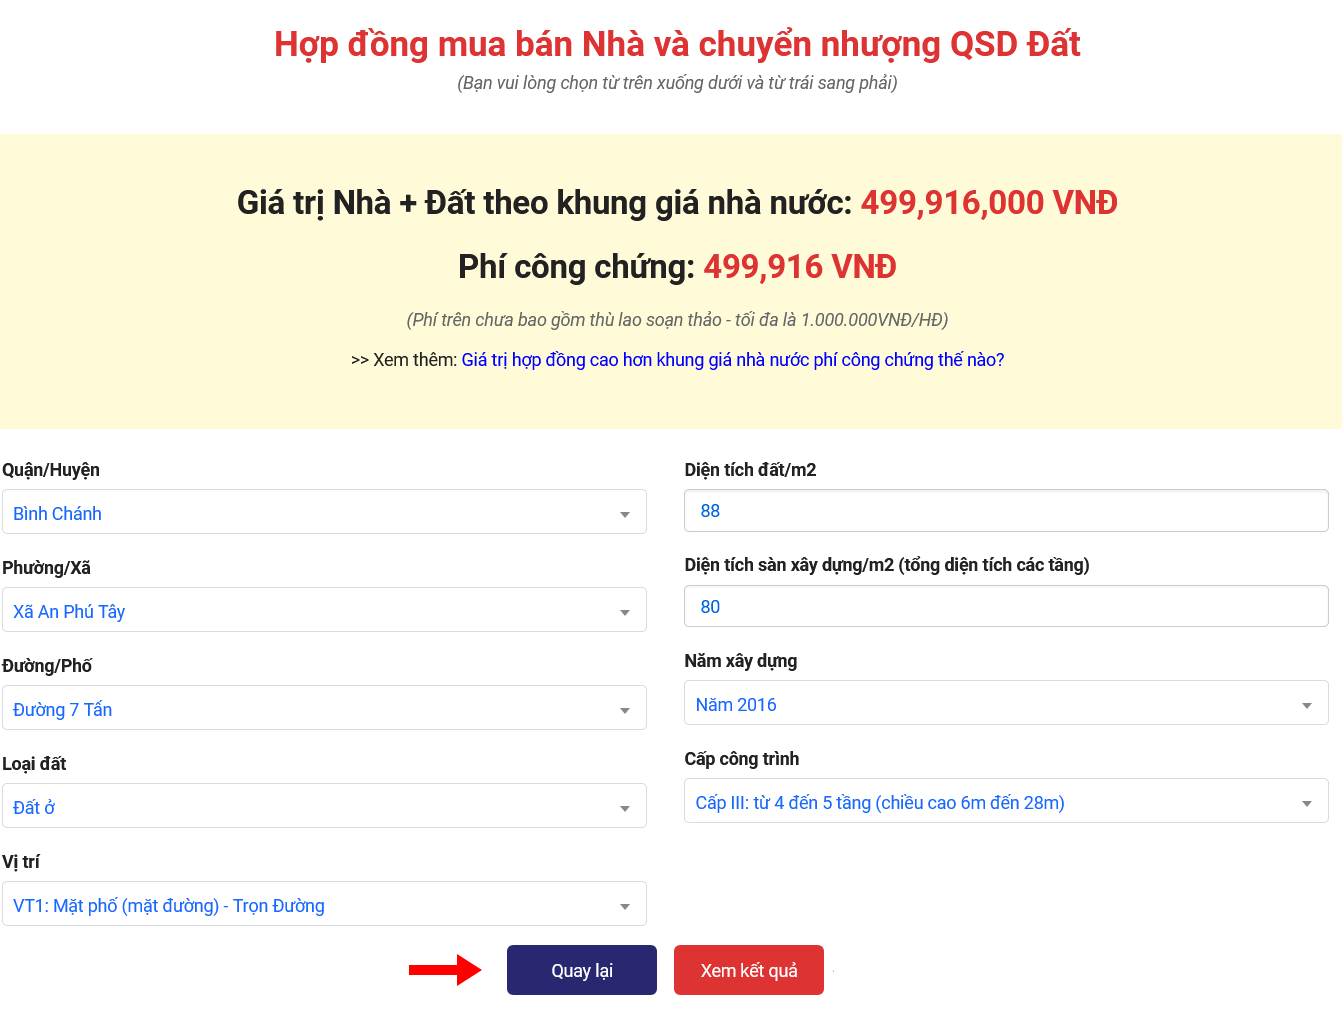 Hợp đồng mua bán Nhà và chuyển nhượng QSD Đất
(Bạn vui lòng chọn từ trên xuống dưới và từ trái sang phải)
Giá trị Nhà + Đất theo khung giá nhà nước: 499,916,000 VNĐ
Phí công chứng: 499,916 VNĐ
(Phí trên chưa bao gồm thù lao soạn thảo - tối đa là 1.000.000VNĐ/HĐ)
>> Xem thêm: Giá trị hợp đồng cao hơn khung giá nhà nước phí công chứng thế nào?
Quận/Huyện
Bình Chánh
Phường/Xã
Xã An Phú Tây
Đường/Phố
Đường 7 Tấn
Loại đất
Đất ở
Vị trí
VT1: Mặt phố (mặt đường) - Trọn Đường
Diện tích đất/m2
88
Diện tích sàn xây dựng/m2 (tổng diện tích các tầng)
80
Năm xây dựng
Năm 2016
Cấp công trình
Cấp III: từ 4 đến 5 tầng (chiều cao 6m đến 28m)
Quay lại
Xem kết quả